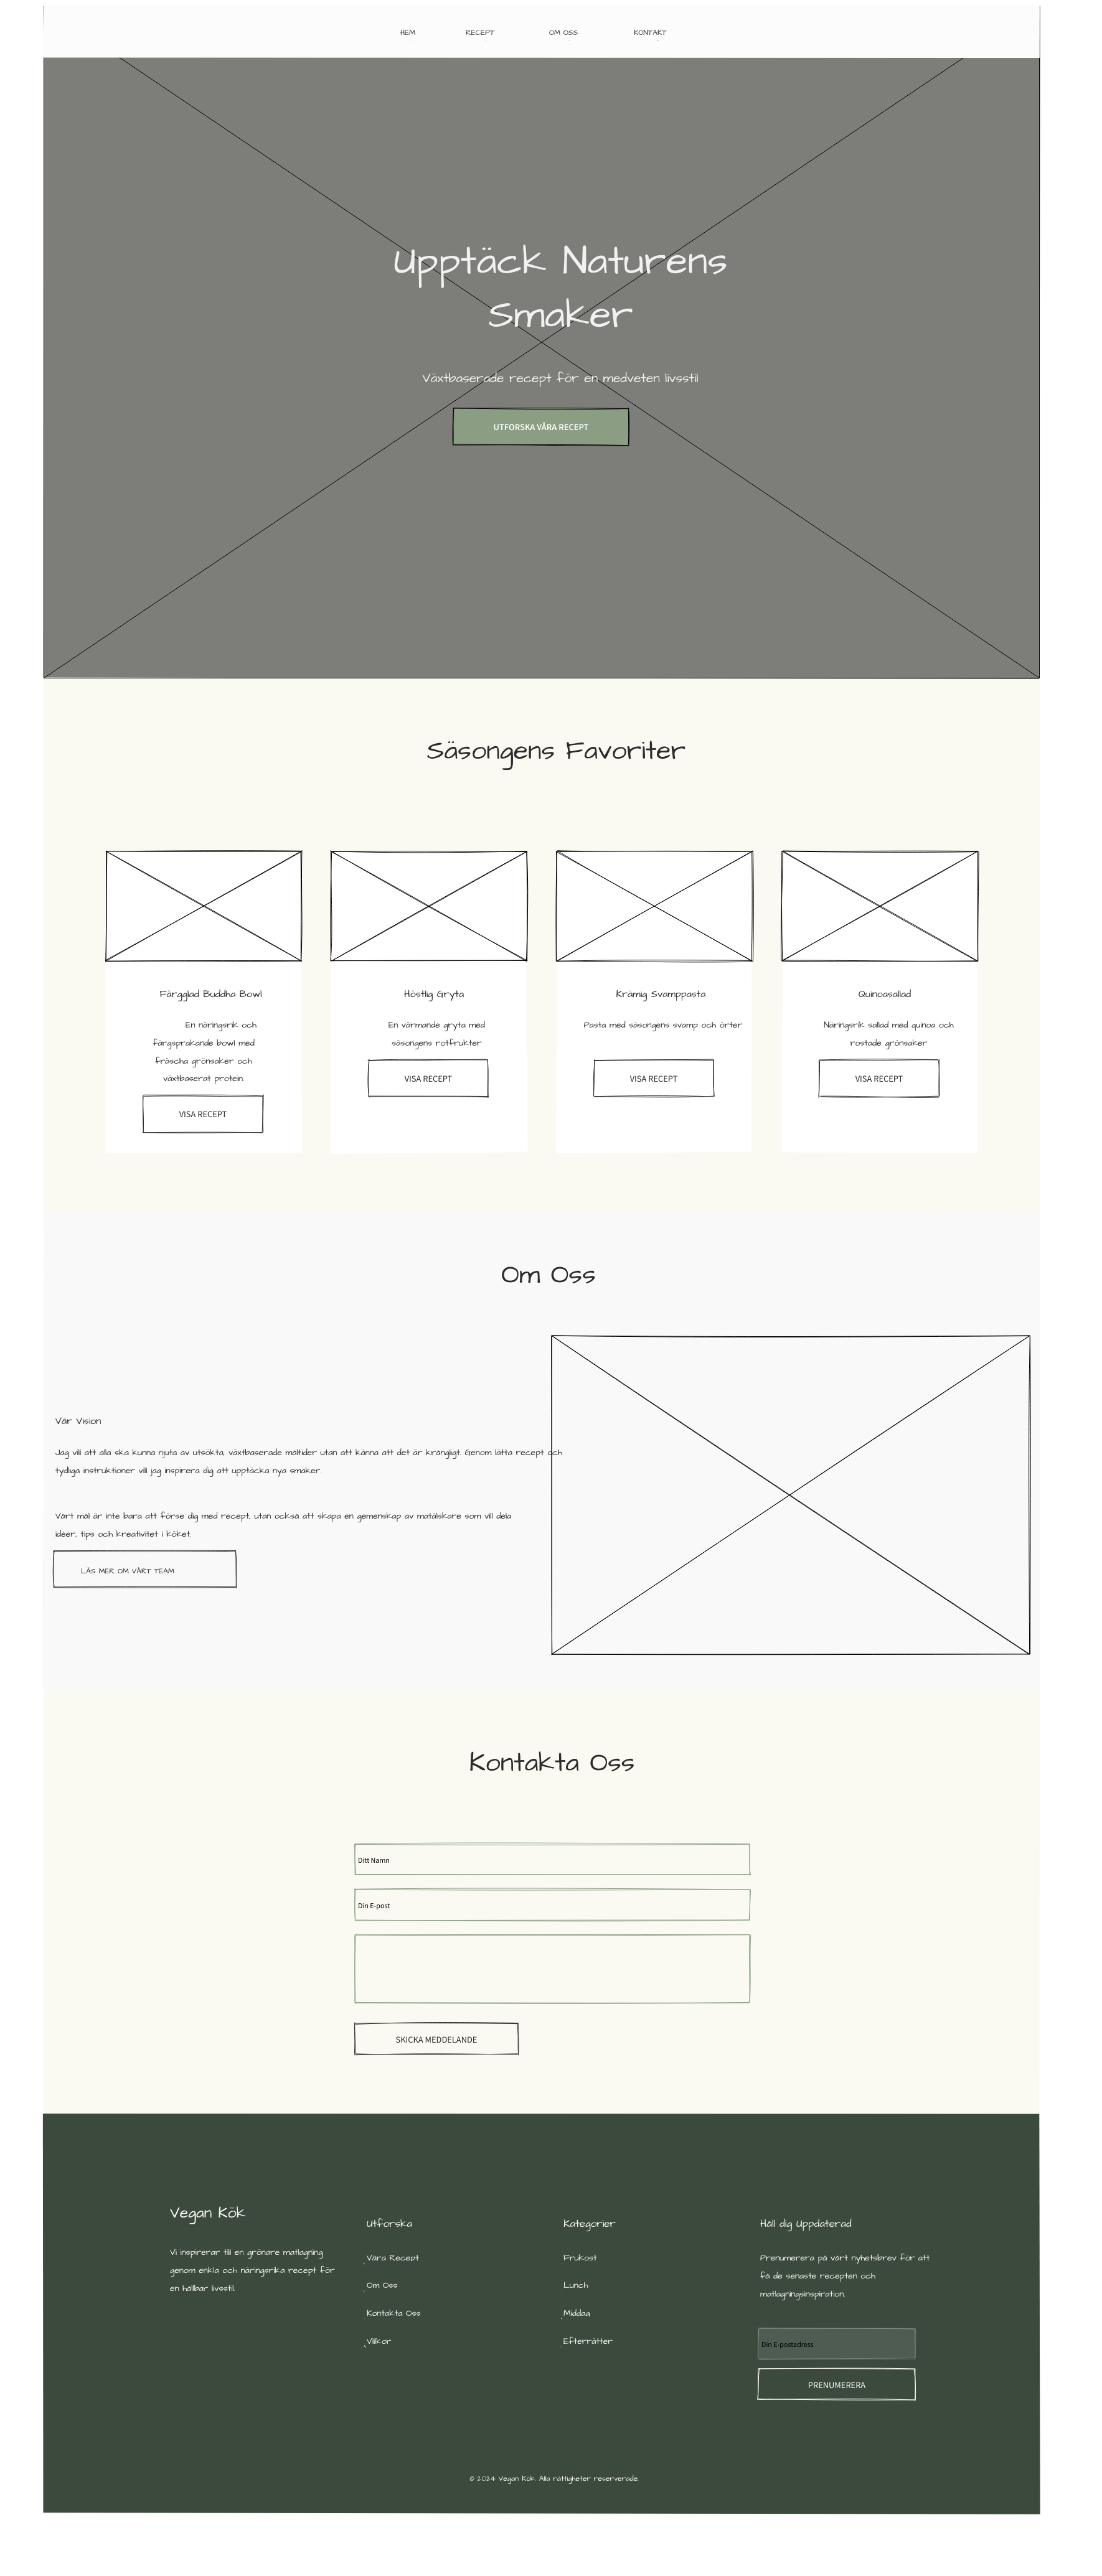 HEM RECEPT OM OSS KONTAKT
Upptäck Naturens
Smaker
Växtbaserade recept för en medveten livsstil
UTFORSKA VÅRA RECEPT
Säsongens Favoriter
Färgglad Buddha Bowl
En näringsrik och
färgsprakande bowl med
fräscha grönsaker och
växtbaserat protein.
VISA RECEPT
Höstlig Gryta
En värmande gryta med
säsongens rotfrukter
VISA RECEPT
Krämig Svamppasta
Pasta med säsongens svamp och örter
VISA RECEPT
Quinoasallad
Näringsrik sallad med quinoa och
rostade grönsaker
VISA RECEPT
Om Oss
Vår Vision
Jag vill att alla ska kunna njuta av utsökta, växtbaserade måltider utan att känna att det är krångligt. Genom lätta recept och
tydliga instruktioner vill jag inspirera dig att upptäcka nya smaker.
Vårt mål är inte bara att förse dig med recept, utan också att skapa en gemenskap av matälskare som vill dela
idéer, tips och kreativitet i köket.
LÄS MER OM VÅRT TEAM
Kontakta Oss
Ditt Namn
Din E-post
SKICKA MEDDELANDE
Vegan Kök
Vi inspirerar till en grönare matlagning
genom enkla och näringsrika recept för
en hållbar livsstil.
Utforska
Våra Recept
Om Oss
Kontakta Oss
Villkor
Kategorier
Frukost
Lunch
Middag
Efterrätter
Håll dig Uppdaterad
Prenumerera på vårt nyhetsbrev för att
få de senaste recepten och
matlagningsinspiration.
Din E-postadress
PRENUMERERA
© 2024 Vegan Kök. Alla rättigheter reserverade.